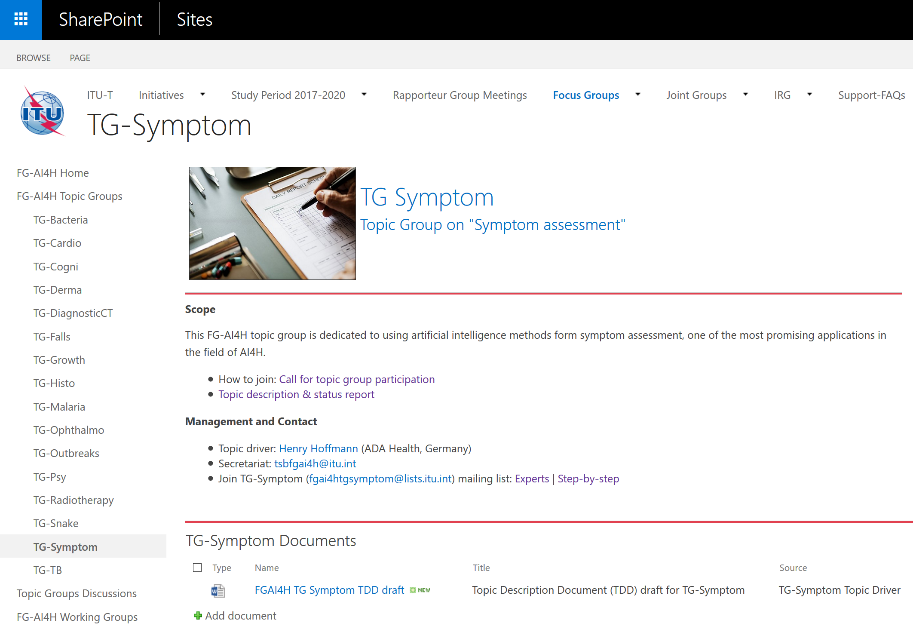 SharePoint Sites
BROWSE PAGE
ITU-T Initiatives Study Period 2017-2020 Rapporteur Group Meetings Focus Groups Joint Groups IRG Support-FAQs
ITU
TG-Symptom
FG-AI4H Home
FG-AI4H Topic Groups
TG-Bacteria
TG-Cardio
TG-Cogni
TG-Derma
TG-DiagnosticCT
TG-Falls
TG-Growth
TG-Histo
TG-Malaria
TG-Ophthalmo
TG-Outbreaks
TG-Psy
TG-Radiotherapy
TG-Snake
TG-Symptom
TG-TB
Topic Groups Discussions
FG-AI4H Working Groups
TG Symptom
Topic Group on "Symptom assessment"
Scope
This FG-AI4H topic group is dedicated to using artificial intelligence methods form symptom assessment, one of the most promising applications in
the field of AI4H.
• How to join: Call for topic group participation
• Topic description & status report
Management and Contact
• Topic driver: Henry Hoffmann (ADA Health, Germany)
• Secretariat: tsbfgai4h@itu.int
• Join TG-Symptom (fgai4htgsymptom@lists.itu.int) mailing list: Experts | Step-by-step
TG-Symptom Documents
Type Name Title Source
FGAI4H TG Symptom TDD draft NEW Topic Description Document (TDD) draft for TG-Symptom TG-Symptom Topic Driver
Add document